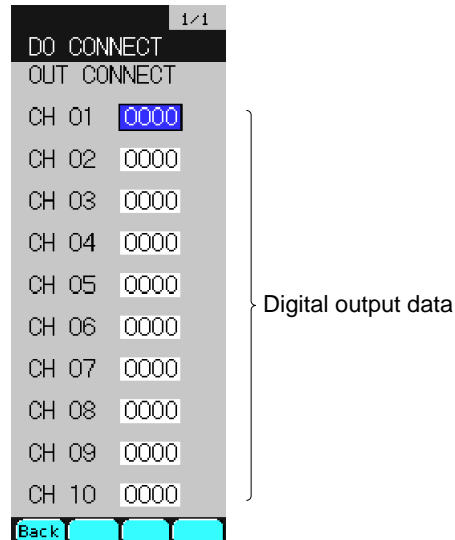 1/1
DO CONNECT
OUT CONNECT
CH 01 0000
CH 02 0000
CH 03 0000
CH 04 0000
CH 05 0000
CH 06 0000
CH 07 0000
CH 08 0000
CH 09 0000
CH 10 0000
Digital output data
Back